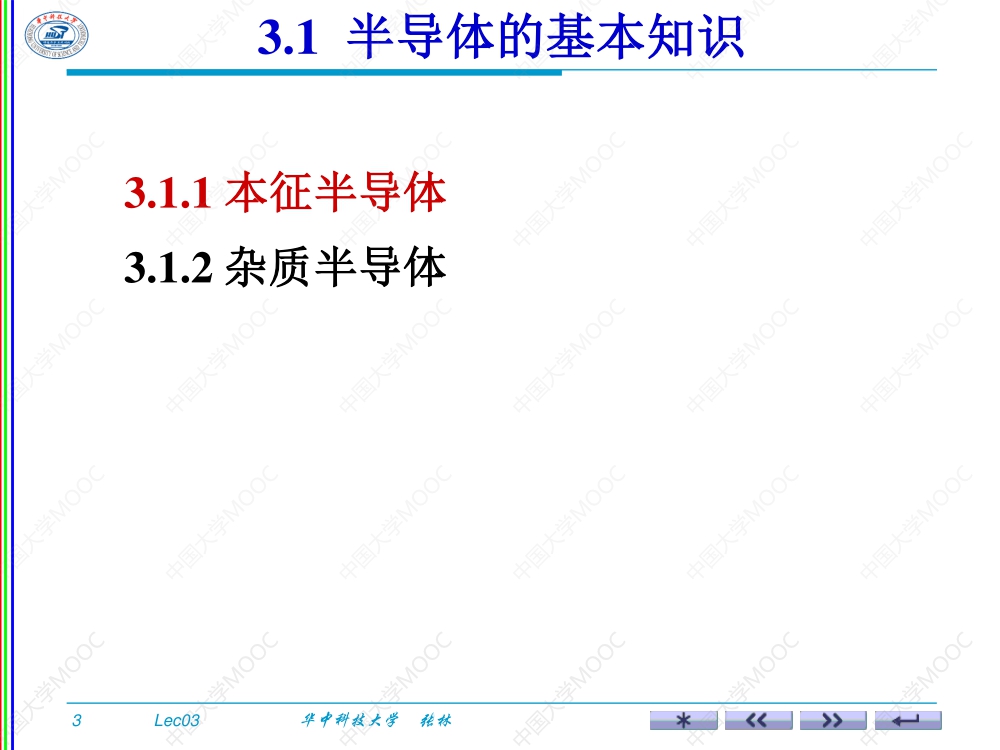 3.1 半导体的基本知识
3.1.1 本征半导体
3.1.2 杂质半导体
3 Lec03 华中科技大学 张林
中国大学MOOC